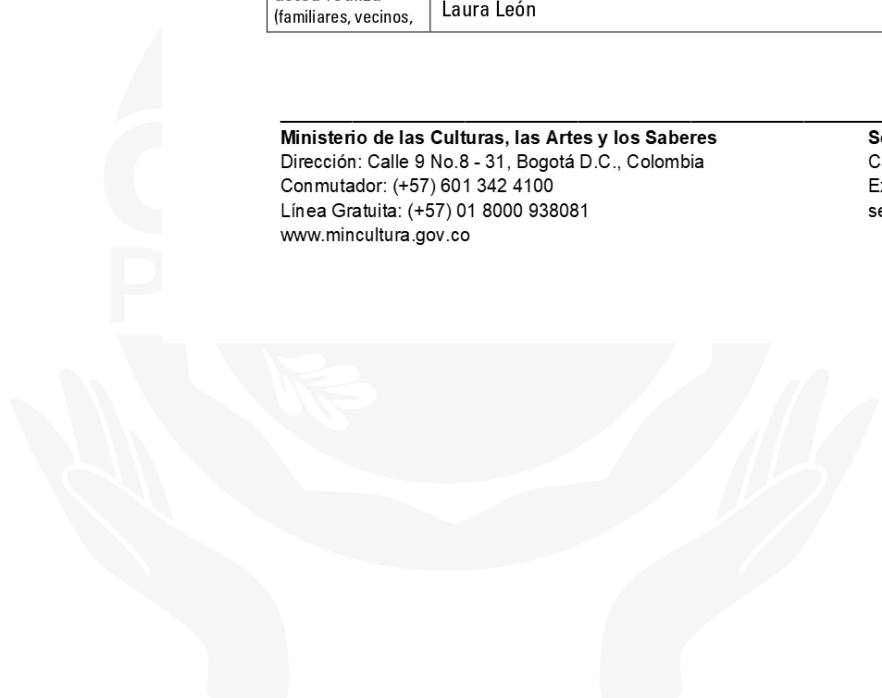 (familiares, vecinos,
Laura León
Ministerio de las Culturas, las Artes y los Saberes
Dirección: Calle 9 No.8 - 31, Bogotá D.C., Colombia
Conmutador: (+57) 601 342 4100
Línea Gratuita: (+57) 01 8000 938081
www.mincultura.gov.co